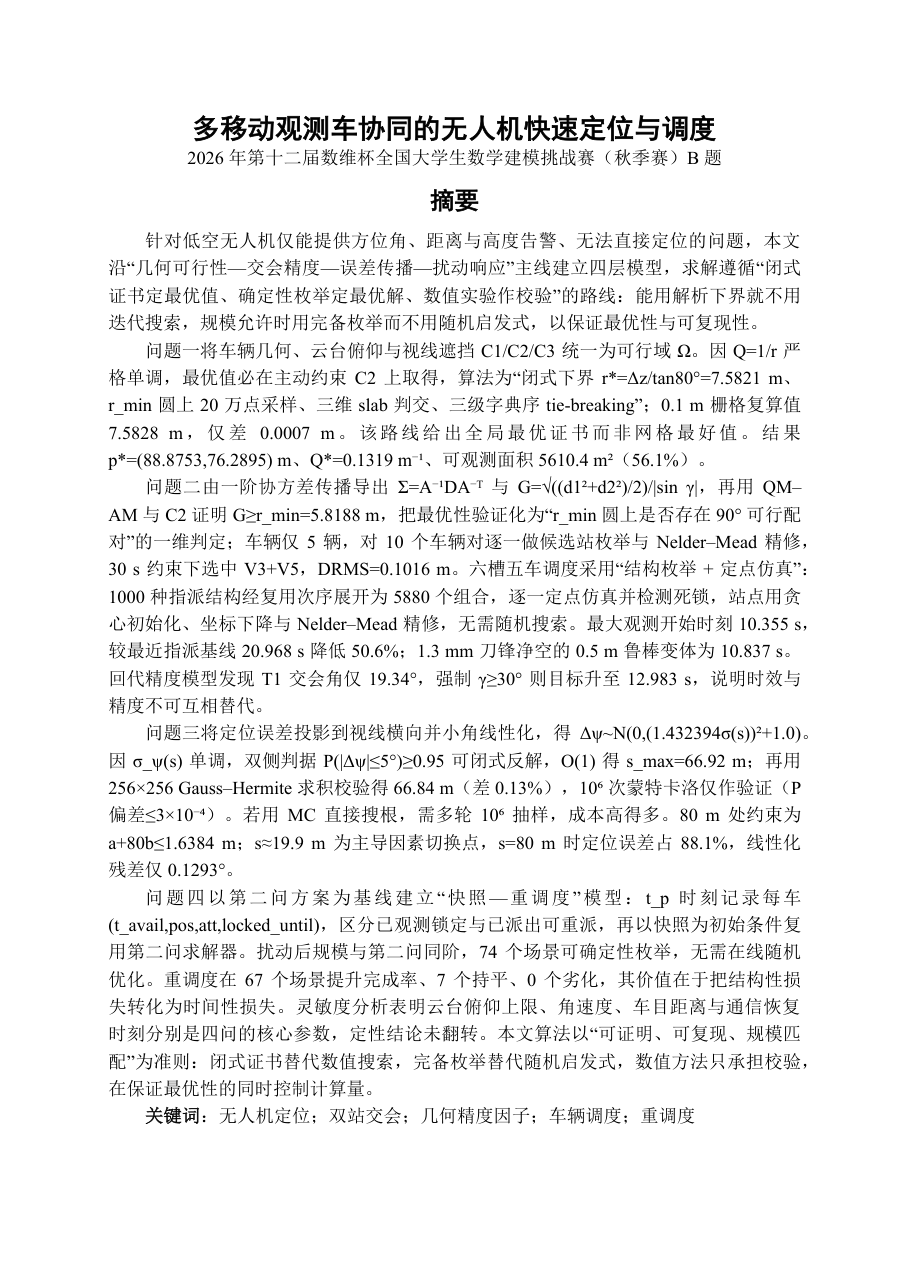 多移动观测车协同的无人机快速定位与调度
2026 年第十二届数维杯全国大学生数学建模挑战赛（秋季赛）B 题
摘要
针对低空无人机仅能提供方位角、距离与高度告警、无法直接定位的问题，本文
沿“几何可行性—交会精度—误差传播—扰动响应”主线建立四层模型，求解遵循“闭式
证书定最优值、确定性枚举定最优解、数值实验作校验”的路线：能用解析下界就不用
迭代搜索，规模允许时用完备枚举而不用随机启发式，以保证最优性与可复现性。
问题一将车辆几何、云台俯仰与视线遮挡 C1/C2/C3 统一为可行域 Ω。因 Q=1/r 严
格单调，最优值必在主动约束 C2 上取得，算法为“闭式下界 r*=Δz/tan80°=7.5821 m、
r_min 圆上 20 万点采样、三维 slab 判交、三级字典序 tie-breaking”；0.1 m 栅格复算值
7.5828 m，仅差 0.0007 m。该路线给出全局最优证书而非网格最好值。结果
p*=(88.8753,76.2895) m、Q*=0.1319 m⁻¹、可观测面积 5610.4 m²（56.1%）。
问题二由一阶协方差传播导出 Σ=A⁻¹DA⁻ᵀ 与 G=√((d1²+d2²)/2)/|sin γ|，再用 QM–
AM 与 C2 证明 G≥r_min=5.8188 m，把最优性验证化为“r_min 圆上是否存在 90° 可行配
对”的一维判定；车辆仅 5 辆，对 10 个车辆对逐一做候选站枚举与 Nelder–Mead 精修，
30 s 约束下选中 V3+V5，DRMS=0.1016 m。六槽五车调度采用“结构枚举 + 定点仿真”：
1000 种指派结构经复用次序展开为 5880 个组合，逐一定点仿真并检测死锁，站点用贪
心初始化、坐标下降与 Nelder–Mead 精修，无需随机搜索。最大观测开始时刻 10.355 s，
较最近指派基线 20.968 s 降低 50.6%；1.3 mm 刀锋净空的 0.5 m 鲁棒变体为 10.837 s。
回代精度模型发现 T1 交会角仅 19.34°，强制 γ≥30° 则目标升至 12.983 s，说明时效与
精度不可互相替代。
问题三将定位误差投影到视线横向并小角线性化，得 Δψ~N(0,(1.432394σ(s))²+1.0)。
因 σ_ψ(s) 单调，双侧判据 P(|Δψ|≤5°)≥0.95 可闭式反解，O(1) 得 s_max=66.92 m；再用
256×256 Gauss–Hermite 求积校验得 66.84 m（差 0.13%），10⁶ 次蒙特卡洛仅作验证（P
偏差≤3×10⁻⁴）。若用 MC 直接搜根，需多轮 10⁶ 抽样，成本高得多。80 m 处约束为
a+80b≤1.6384 m；s≈19.9 m 为主导因素切换点，s=80 m 时定位误差占 88.1%，线性化
残差仅 0.1293°。
问题四以第二问方案为基线建立“快照—重调度”模型：t_p 时刻记录每车
(t_avail,pos,att,locked_until)，区分已观测锁定与已派出可重派，再以快照为初始条件复
用第二问求解器。扰动后规模与第二问同阶，74 个场景可确定性枚举，无需在线随机
优化。重调度在 67 个场景提升完成率、7 个持平、0 个劣化，其价值在于把结构性损
失转化为时间性损失。灵敏度分析表明云台俯仰上限、角速度、车目距离与通信恢复
时刻分别是四问的核心参数，定性结论未翻转。本文算法以“可证明、可复现、规模匹
配”为准则：闭式证书替代数值搜索，完备枚举替代随机启发式，数值方法只承担校验，
在保证最优性的同时控制计算量。
关键词：无人机定位；双站交会；几何精度因子；车辆调度；重调度